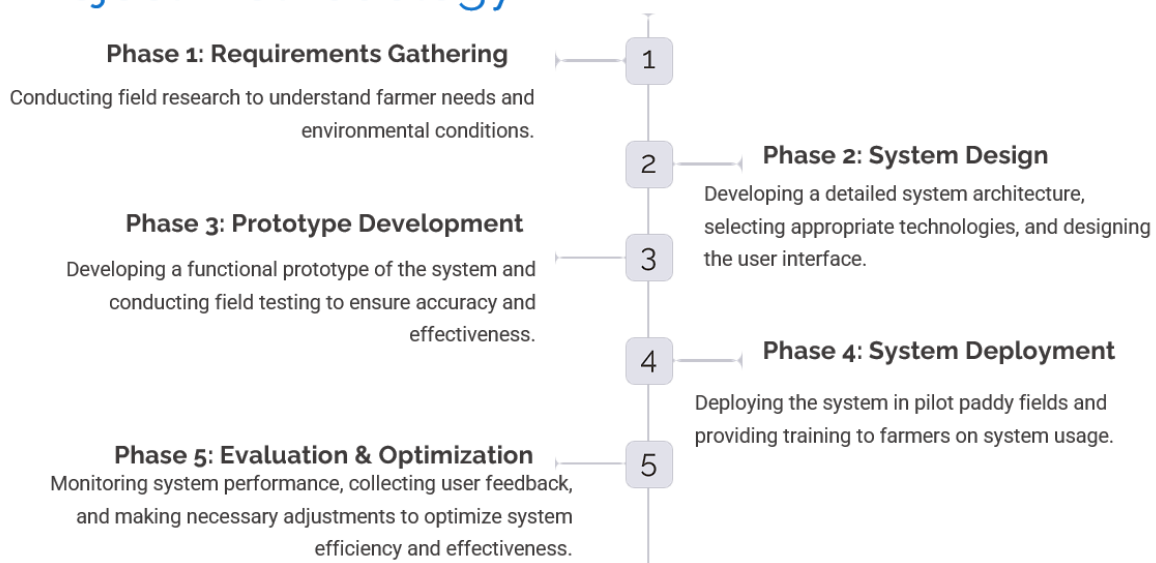 Phase 1: Requirements Gathering
1
Conducting field research to understand farmer needs and
environmental conditions.
2
Phase 2: System Design
Developing a detailed system architecture,
selecting appropriate technologies, and designing
the user interface.
Phase 3: Prototype Development
3
Developing a functional prototype of the system and
conducting field testing to ensure accuracy and
effectiveness.
4
Phase 4: System Deployment
Deploying the system in pilot paddy fields and
providing training to farmers on system usage.
Phase 5: Evaluation & Optimization
5
Monitoring system performance, collecting user feedback,
and making necessary adjustments to optimize system
efficiency and effectiveness.